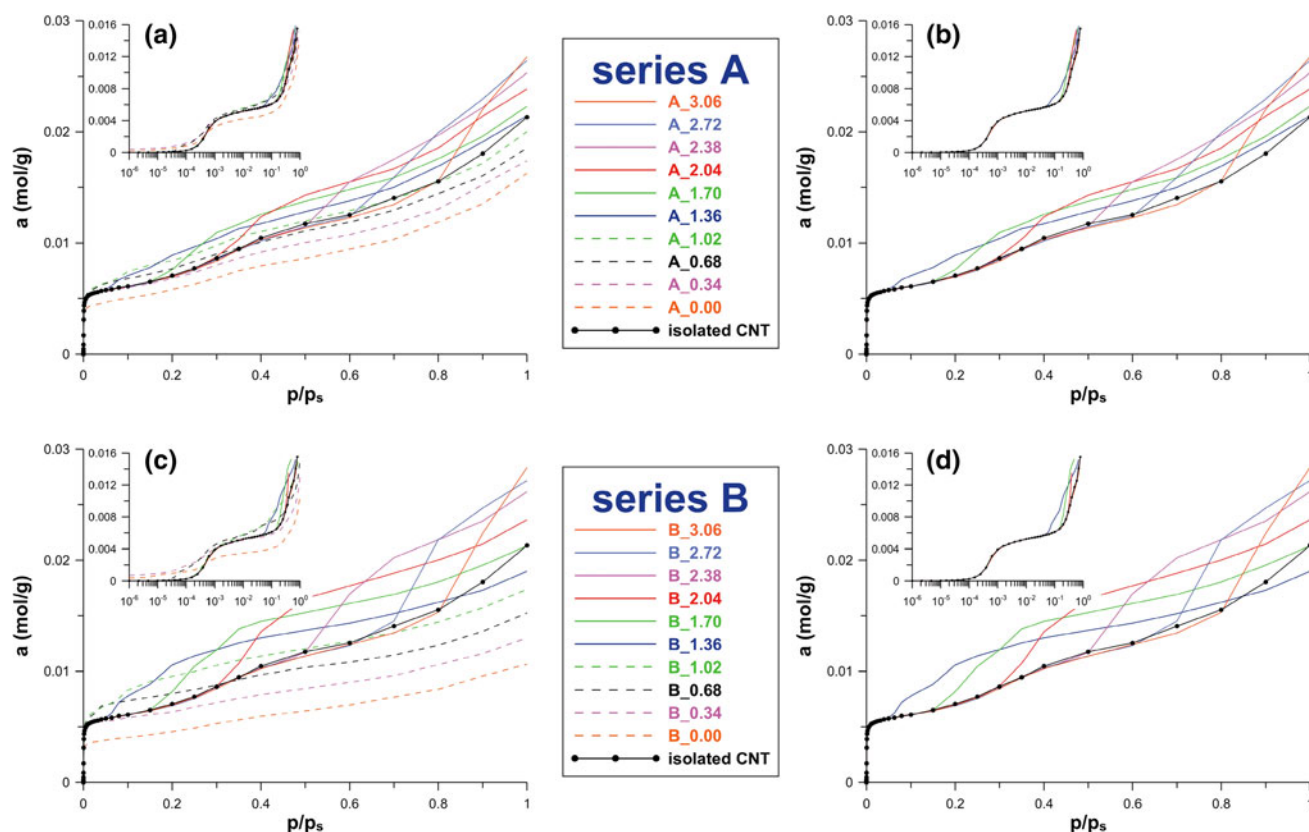 (a)
0.03
0.02
0.01
0
a (mol/g)
0.016
0.012
0.008
0.004
0
10-6 10-5 10-4 10-3 10-2 10-1 100
0 0.2 0.4 0.6 0.8 1
p/ps
series A
A_3.06
A_2.72
A_2.38
A_2.04
A_1.70
A_1.36
A_1.02
A_0.68
A_0.34
A_0.00
isolated CNT
(b)
0.03
0.02
0.01
0
a (mol/g)
0.016
0.012
0.008
0.004
0
10-6 10-5 10-4 10-3 10-2 10-1 100
0 0.2 0.4 0.6 0.8 1
p/ps
(c)
0.03
0.02
0.01
0
a (mol/g)
0.016
0.012
0.008
0.004
0
10-6 10-5 10-4 10-3 10-2 10-1 100
0 0.2 0.4 0.6 0.8 1
p/ps
series B
B_3.06
B_2.72
B_2.38
B_2.04
B_1.70
B_1.36
B_1.02
B_0.68
B_0.34
B_0.00
isolated CNT
(d)
0.03
0.02
0.01
0
a (mol/g)
0.016
0.012
0.008
0.004
0
10-6 10-5 10-4 10-3 10-2 10-1 100
0 0.2 0.4 0.6 0.8 1
p/ps